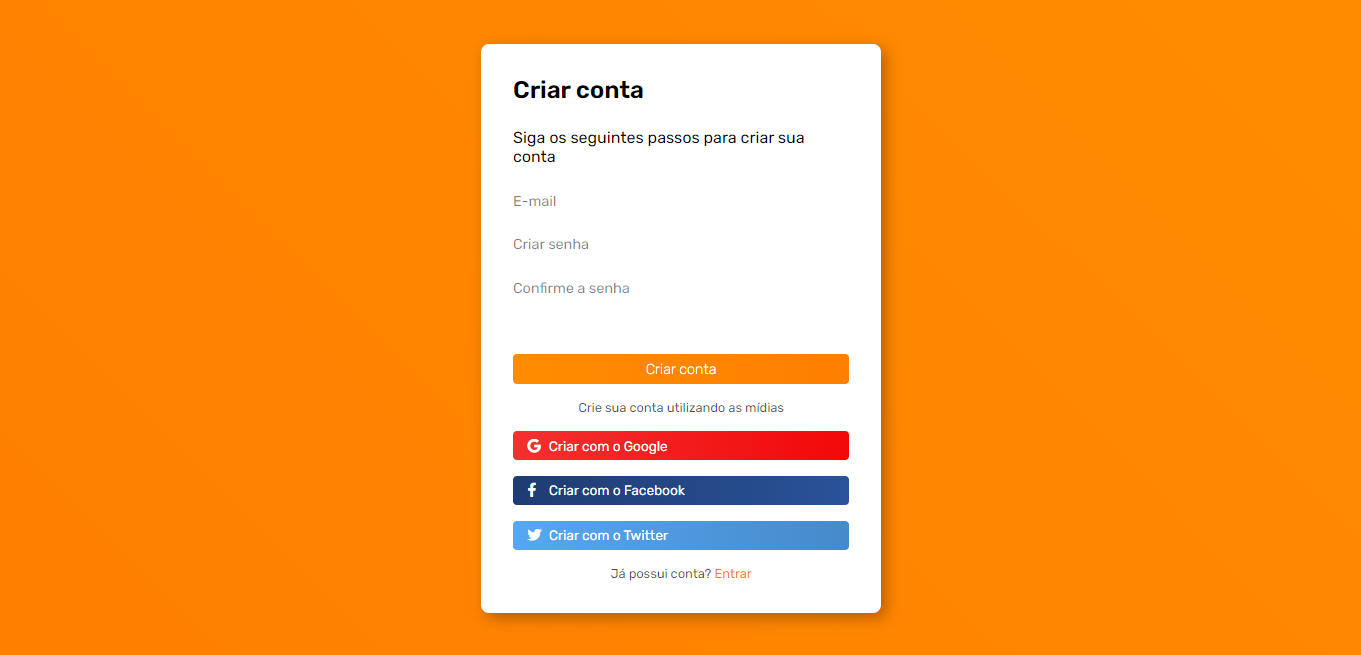 Criar conta
Siga os seguintes passos para criar sua
conta
E-mail
Criar senha
Confirme a senha
Criar conta
Crie sua conta utilizando as mídias
Criar com o Google
Criar com o Facebook
Criar com o Twitter
Já possui conta? Entrar